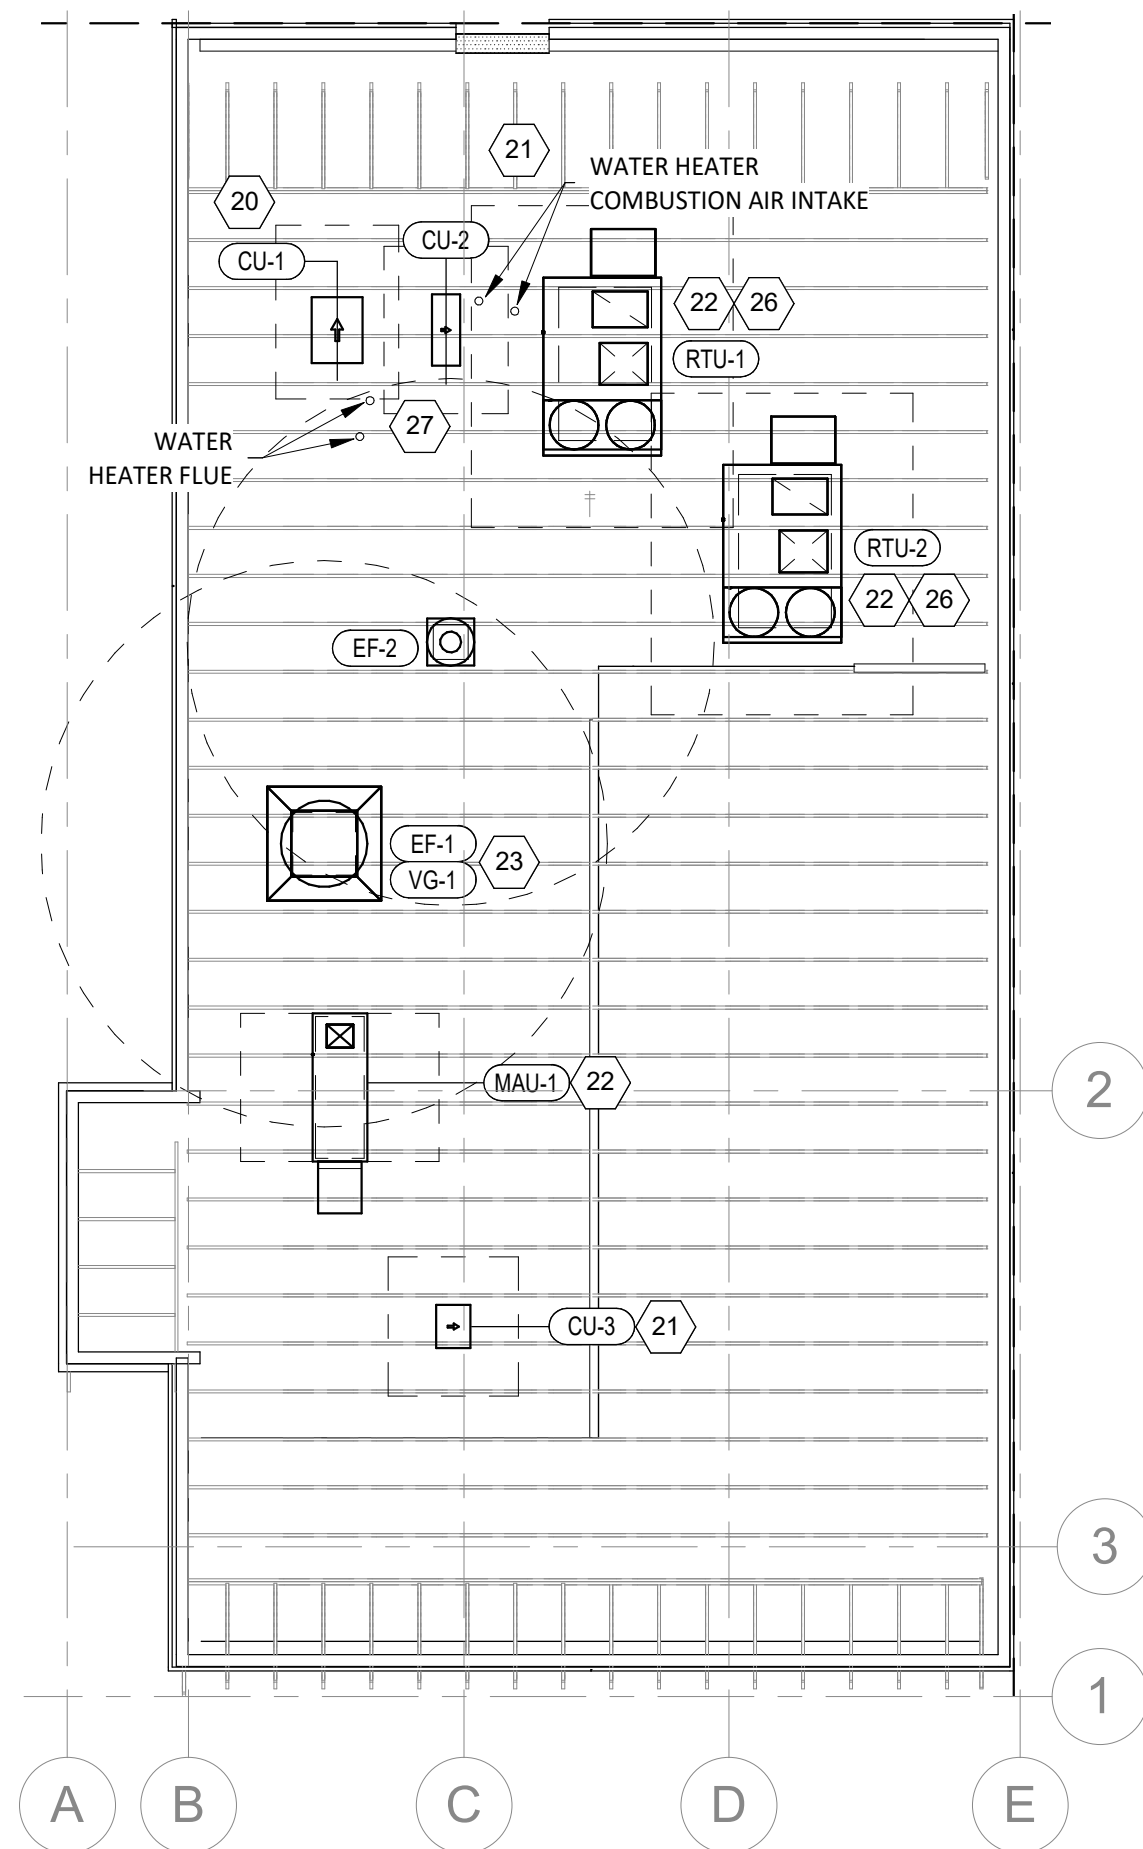 21
WATER HEATER
COMBUSTION AIR INTAKE
20
CU-2
CU-1
22 26
RTU-1
27
WATER
HEATER FLUE
RTU-2
22 26
EF-2
EF-1
VG-1
23
MAU-1 22
2
CU-3 21
3
1
A B C D E